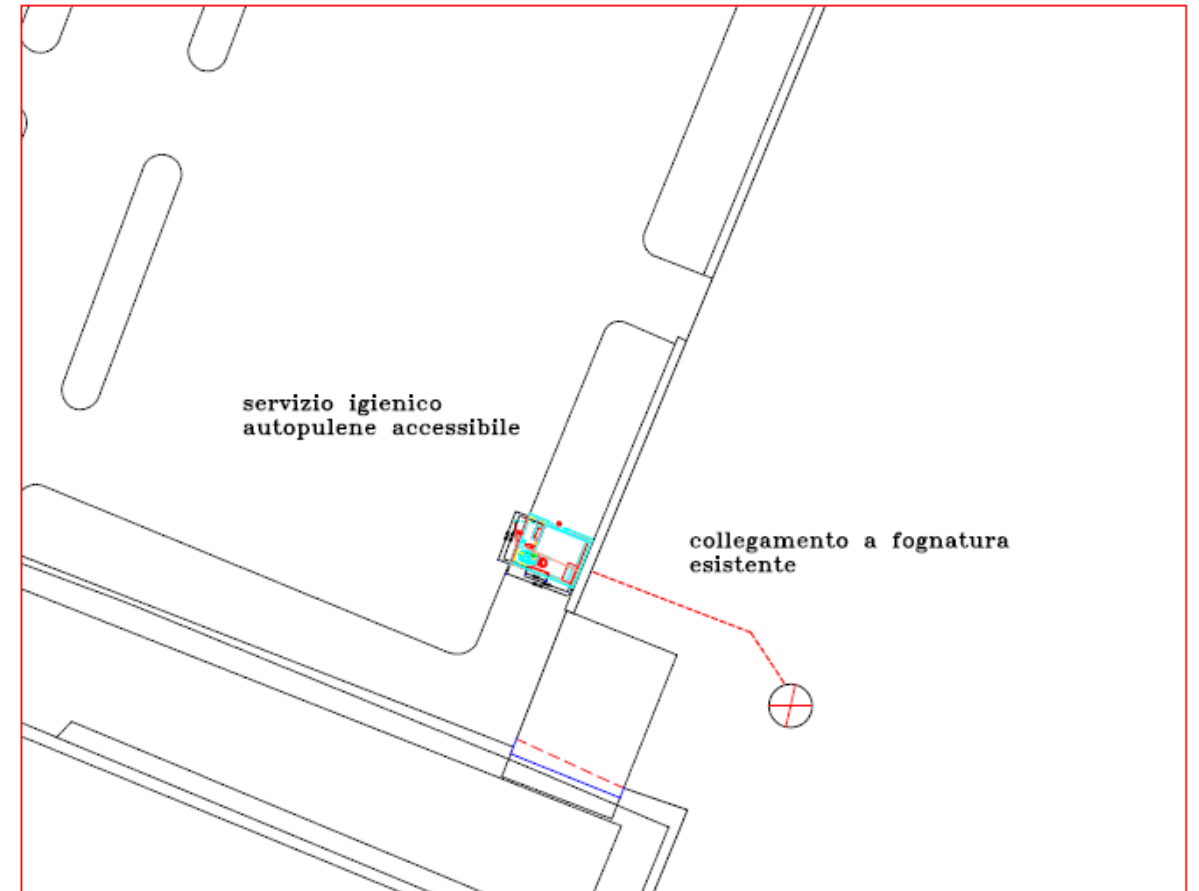 servizio igienico
autopulene accessibile
collegamento a fognatura
esistente